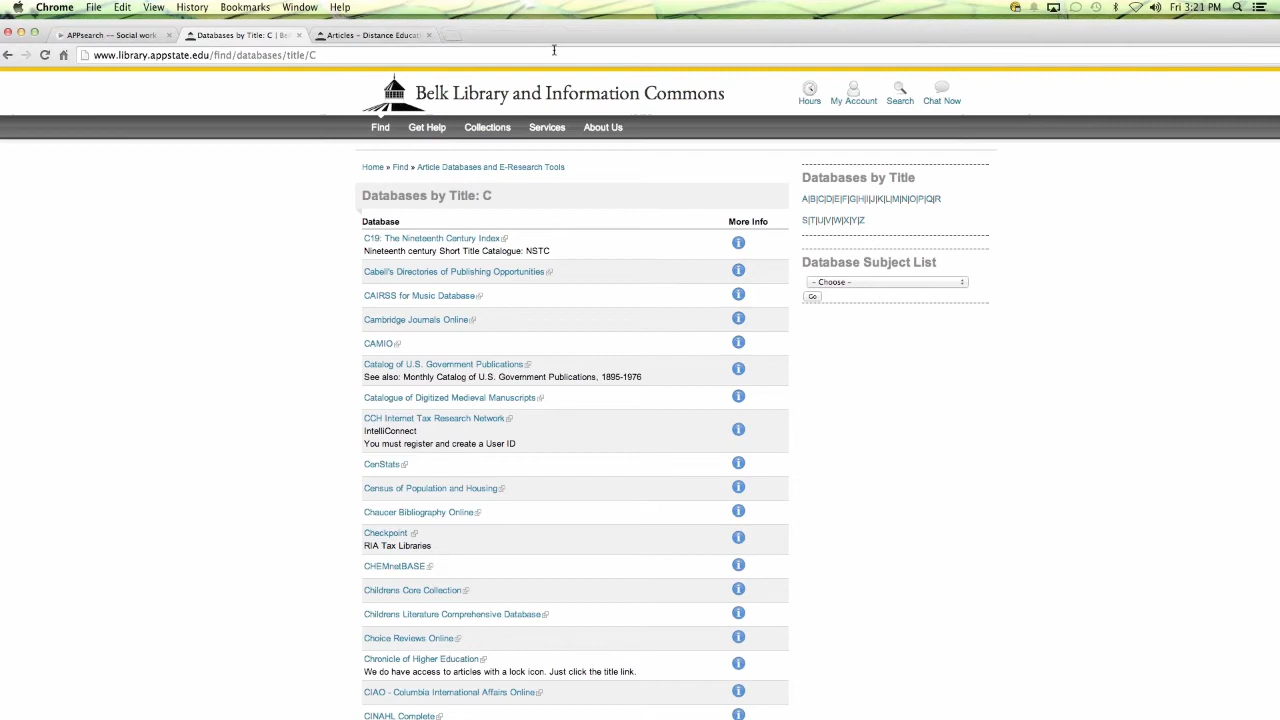 Chrome File Edit View History Bookmarks Window Help Fri 3:21 PM
APPsearch –– Social work Databases by Title: C | Bel Articles – Distance Educati
www.library.appstate.edu/find/databases/title/C
Belk Library and Information Commons
Hours My Account Search Chat Now
Find Get Help Collections Services About Us
Home » Find » Article Databases and E-Research Tools
Databases by Title: C
Database More Info
C19: The Nineteenth Century Index
Nineteenth century Short Title Catalogue: NSTC
Cabell's Directories of Publishing Opportunities
CAIRSS for Music Database
Cambridge Journals Online
CAMIO
Catalog of U.S. Government Publications
See also: Monthly Catalog of U.S. Government Publications, 1895-1976
Catalogue of Digitized Medieval Manuscripts
CCH Internet Tax Research Network
IntelliConnect
You must register and create a User ID
CenStats
Census of Population and Housing
Chaucer Bibliography Online
Checkpoint
RIA Tax Libraries
CHEMnetBASE
Childrens Core Collection
Childrens Literature Comprehensive Database
Choice Reviews Online
Chronicle of Higher Education
We do have access to articles with a lock icon. Just click the title link.
CIAO - Columbia International Affairs Online
CINAHL Complete
Databases by Title
A|B|C|D|E|F|G|H|I|J|K|L|M|N|O|P|Q|R
S|T|U|V|W|X|Y|Z
Database Subject List
- Choose -
Go